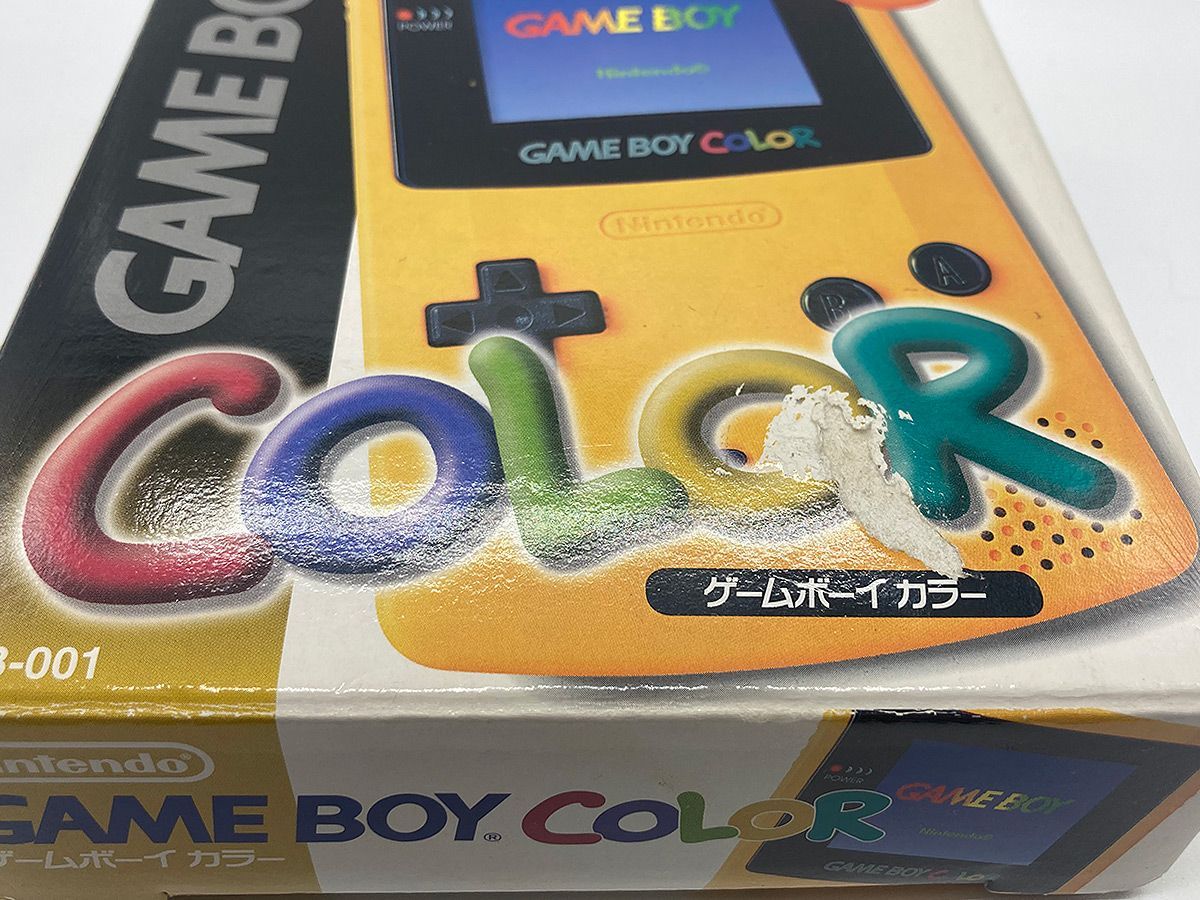 GAME BO
POWER
GAME BOY
Nintendo®
GAME BOY COLOR
Nintendo
A
B
COLOR
ゲームボーイ カラー
-001
Nintendo®
GAME BOY® COLOR
ゲームボーイ カラー
POWER
GAME BOY
Nintendo®
GAME BOY COLOR